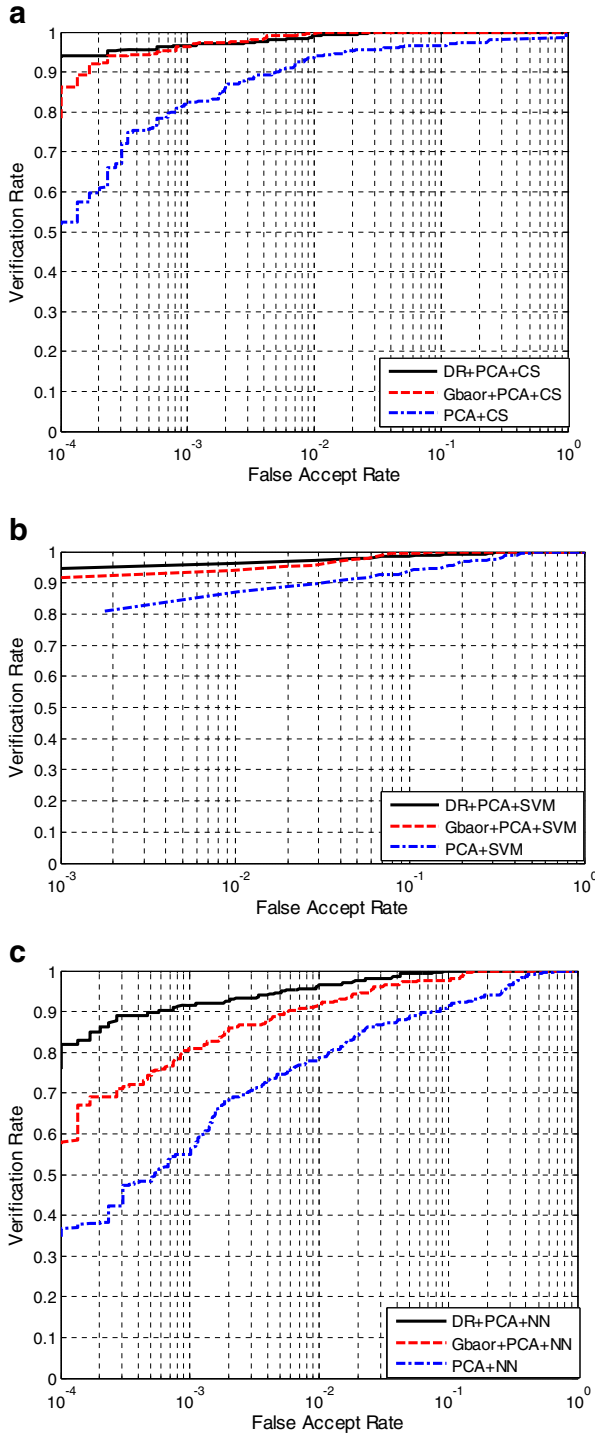 a
1
0.9
0.8
0.7
0.6
0.5
0.4
0.3
0.2
0.1
0
Verification Rate
DR+PCA+CS
Gbaor+PCA+CS
PCA+CS
10^-4 10^-3 10^-2 10^-1 10^0
False Accept Rate
b
1
0.9
0.8
0.7
0.6
0.5
0.4
0.3
0.2
0.1
0
Verification Rate
DR+PCA+SVM
Gbaor+PCA+SVM
PCA+SVM
10^-3 10^-2 10^-1 10^0
False Accept Rate
c
1
0.9
0.8
0.7
0.6
0.5
0.4
0.3
0.2
0.1
0
Verification Rate
DR+PCA+NN
Gbaor+PCA+NN
PCA+NN
10^-4 10^-3 10^-2 10^-1 10^0
False Accept Rate